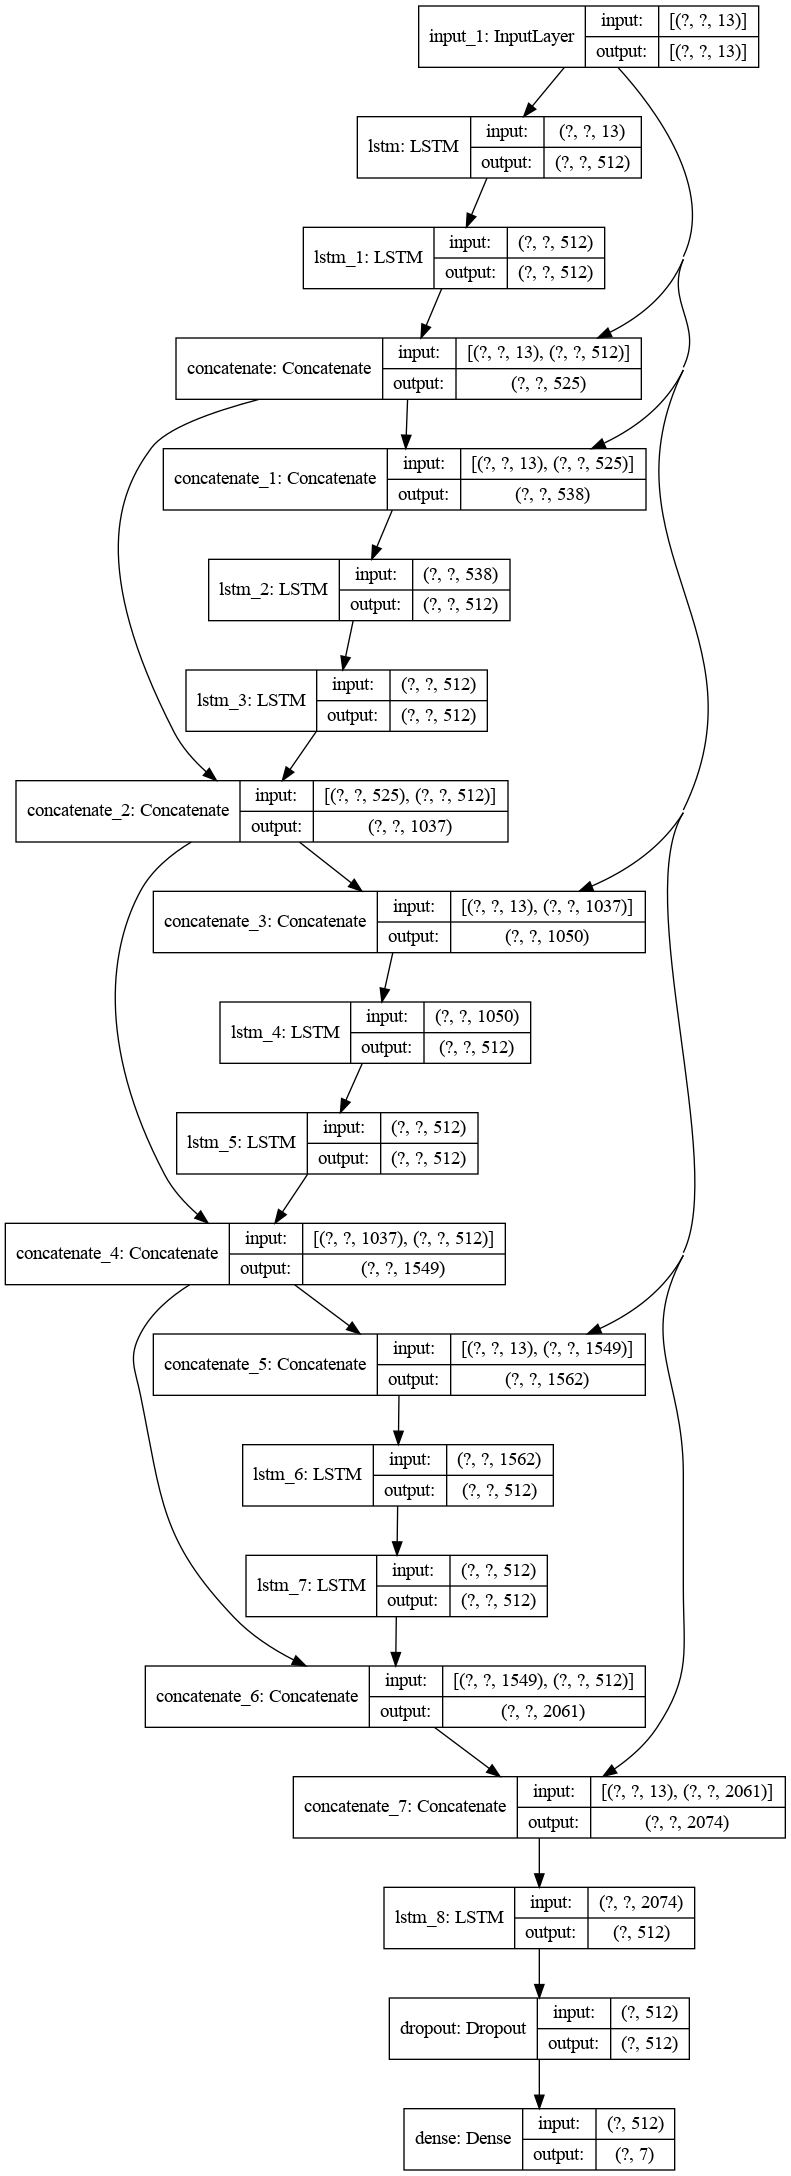 input_1: InputLayer
input: [(?, ?, 13)]
output: [(?, ?, 13)]
lstm: LSTM
input: (?, ?, 13)
output: (?, ?, 512)
lstm_1: LSTM
input: (?, ?, 512)
output: (?, ?, 512)
concatenate: Concatenate
input: [(?, ?, 13), (?, ?, 512)]
output: (?, ?, 525)
concatenate_1: Concatenate
input: [(?, ?, 13), (?, ?, 525)]
output: (?, ?, 538)
lstm_2: LSTM
input: (?, ?, 538)
output: (?, ?, 512)
lstm_3: LSTM
input: (?, ?, 512)
output: (?, ?, 512)
concatenate_2: Concatenate
input: [(?, ?, 525), (?, ?, 512)]
output: (?, ?, 1037)
concatenate_3: Concatenate
input: [(?, ?, 13), (?, ?, 1037)]
output: (?, ?, 1050)
lstm_4: LSTM
input: (?, ?, 1050)
output: (?, ?, 512)
lstm_5: LSTM
input: (?, ?, 512)
output: (?, ?, 512)
concatenate_4: Concatenate
input: [(?, ?, 1037), (?, ?, 512)]
output: (?, ?, 1549)
concatenate_5: Concatenate
input: [(?, ?, 13), (?, ?, 1549)]
output: (?, ?, 1562)
lstm_6: LSTM
input: (?, ?, 1562)
output: (?, ?, 512)
lstm_7: LSTM
input: (?, ?, 512)
output: (?, ?, 512)
concatenate_6: Concatenate
input: [(?, ?, 1549), (?, ?, 512)]
output: (?, ?, 2061)
concatenate_7: Concatenate
input: [(?, ?, 13), (?, ?, 2061)]
output: (?, ?, 2074)
lstm_8: LSTM
input: (?, ?, 2074)
output: (?, 512)
dropout: Dropout
input: (?, 512)
output: (?, 512)
dense: Dense
input: (?, 512)
output: (?, 7)